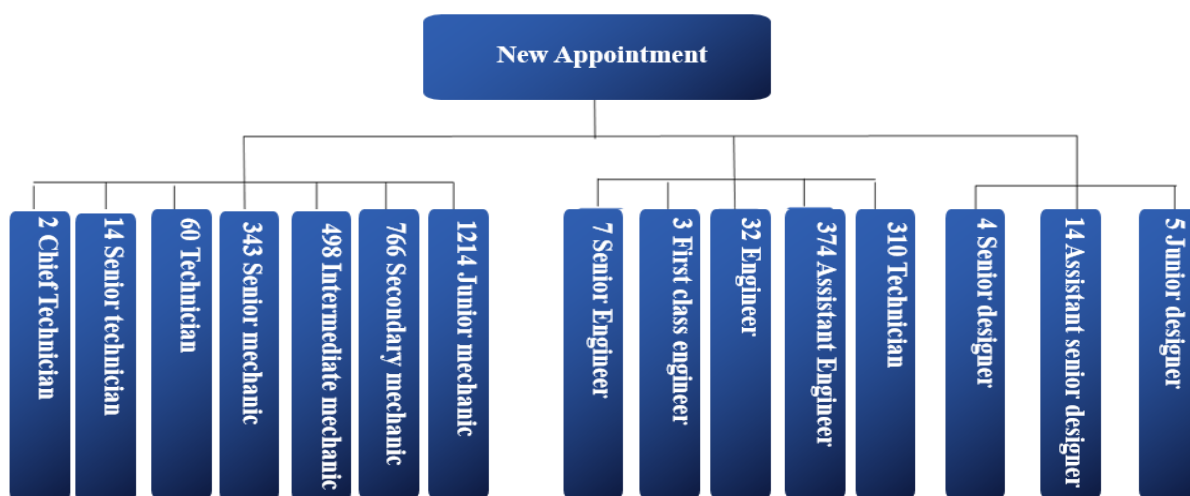 New Appointment
2 Chief Technician
14 Senior technician
60 Technician
343 Senior mechanic
498 Intermediate mechanic
766 Secondary mechanic
1214 Junior mechanic
7 Senior Engineer
3 First class engineer
32 Engineer
374 Assistant Engineer
310 Technician
4 Senior designer
14 Assistant senior designer
5 Junior designer